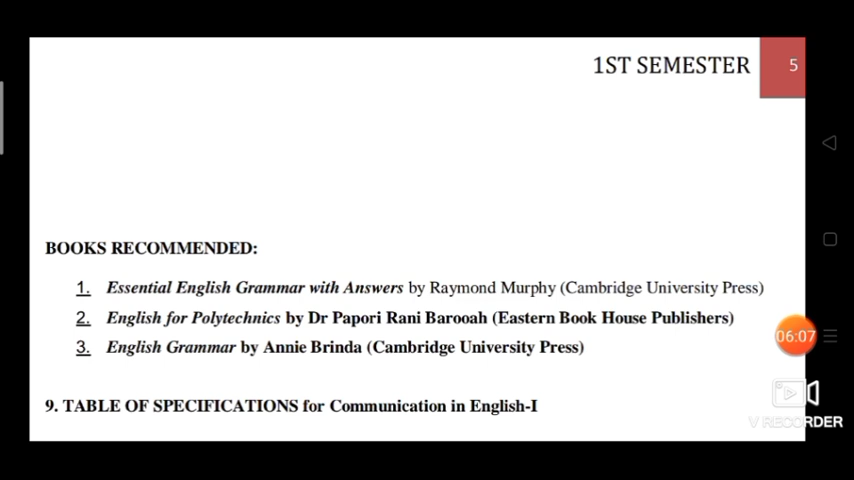 1ST SEMESTER 5
BOOKS RECOMMENDED:
1. Essential English Grammar with Answers by Raymond Murphy (Cambridge University Press)
2. English for Polytechnics by Dr Papori Rani Barooah (Eastern Book House Publishers)
3. English Grammar by Annie Brinda (Cambridge University Press)
06:07
9. TABLE OF SPECIFICATIONS for Communication in English-I
V RECORDER